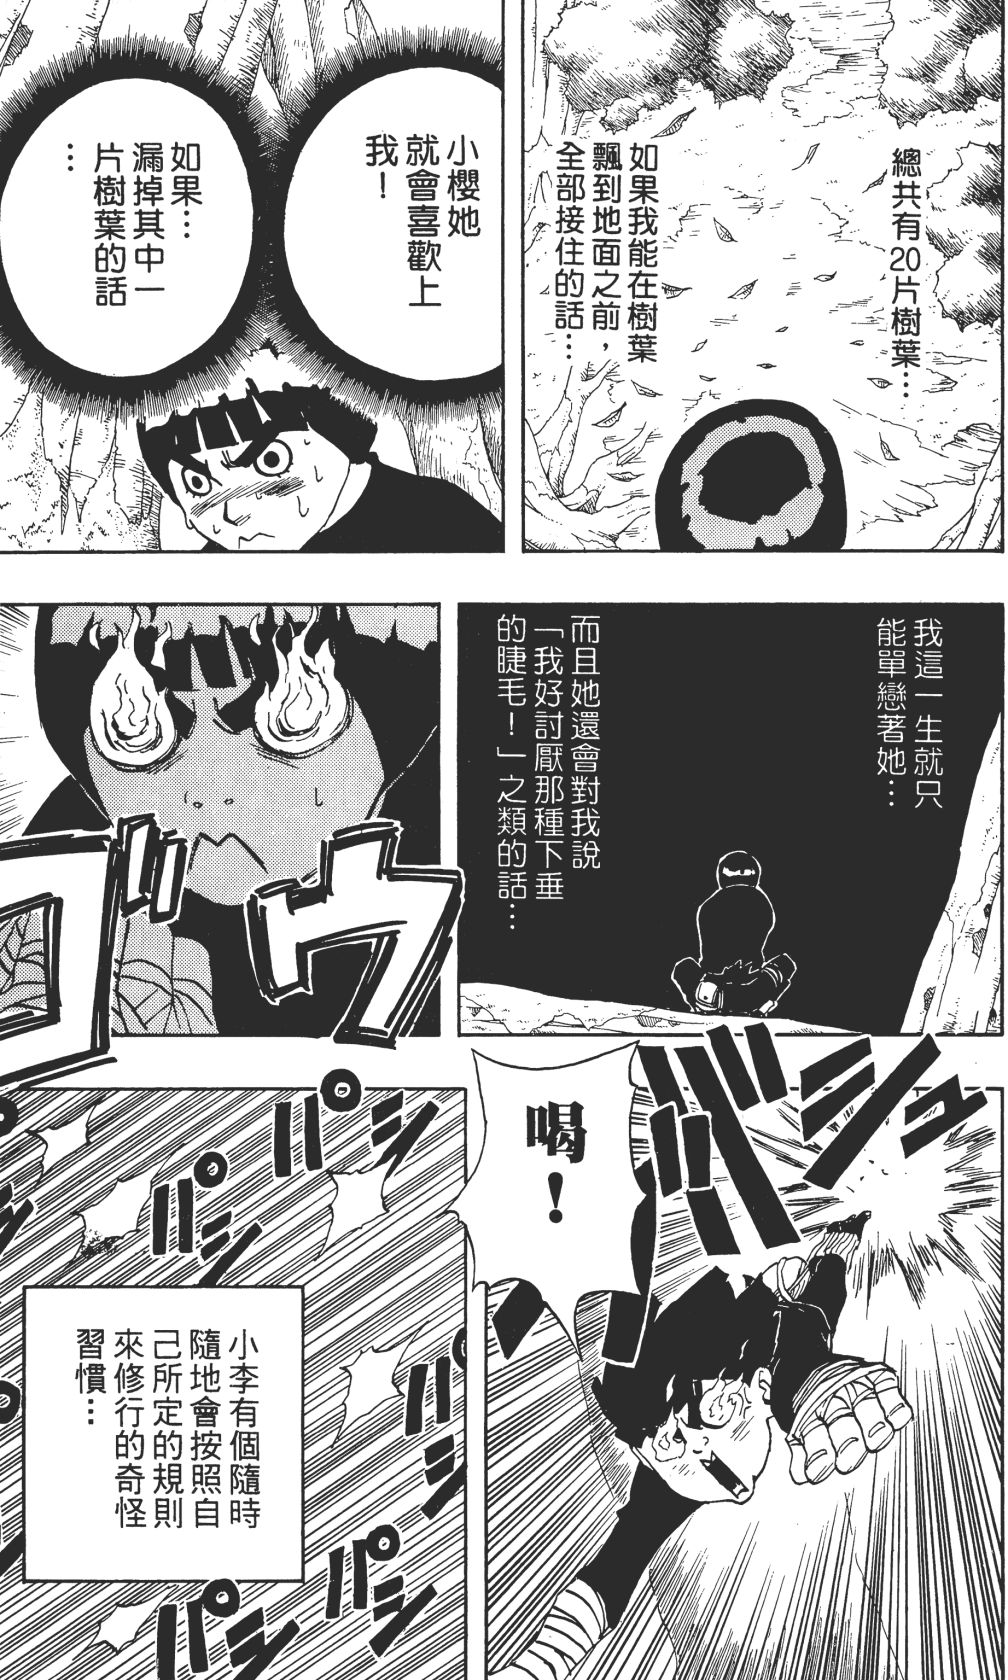 總共有20片樹葉…
如果我能在樹葉
飄到地面之前，
全部接住的話…
小櫻她
就會喜歡上
我！
如果…
漏掉其中一
片樹葉的話
…
我這一生就只
能單戀著她…
而且她還會對我說
「我好討厭那種下垂
的睫毛！」之類的話…
ゴウ
バシュ
喝！
パシ
パシ
パシ
パシ
パシ
小李有個隨時
隨地會按照自
己所定的規則
來修行的奇怪
習慣…